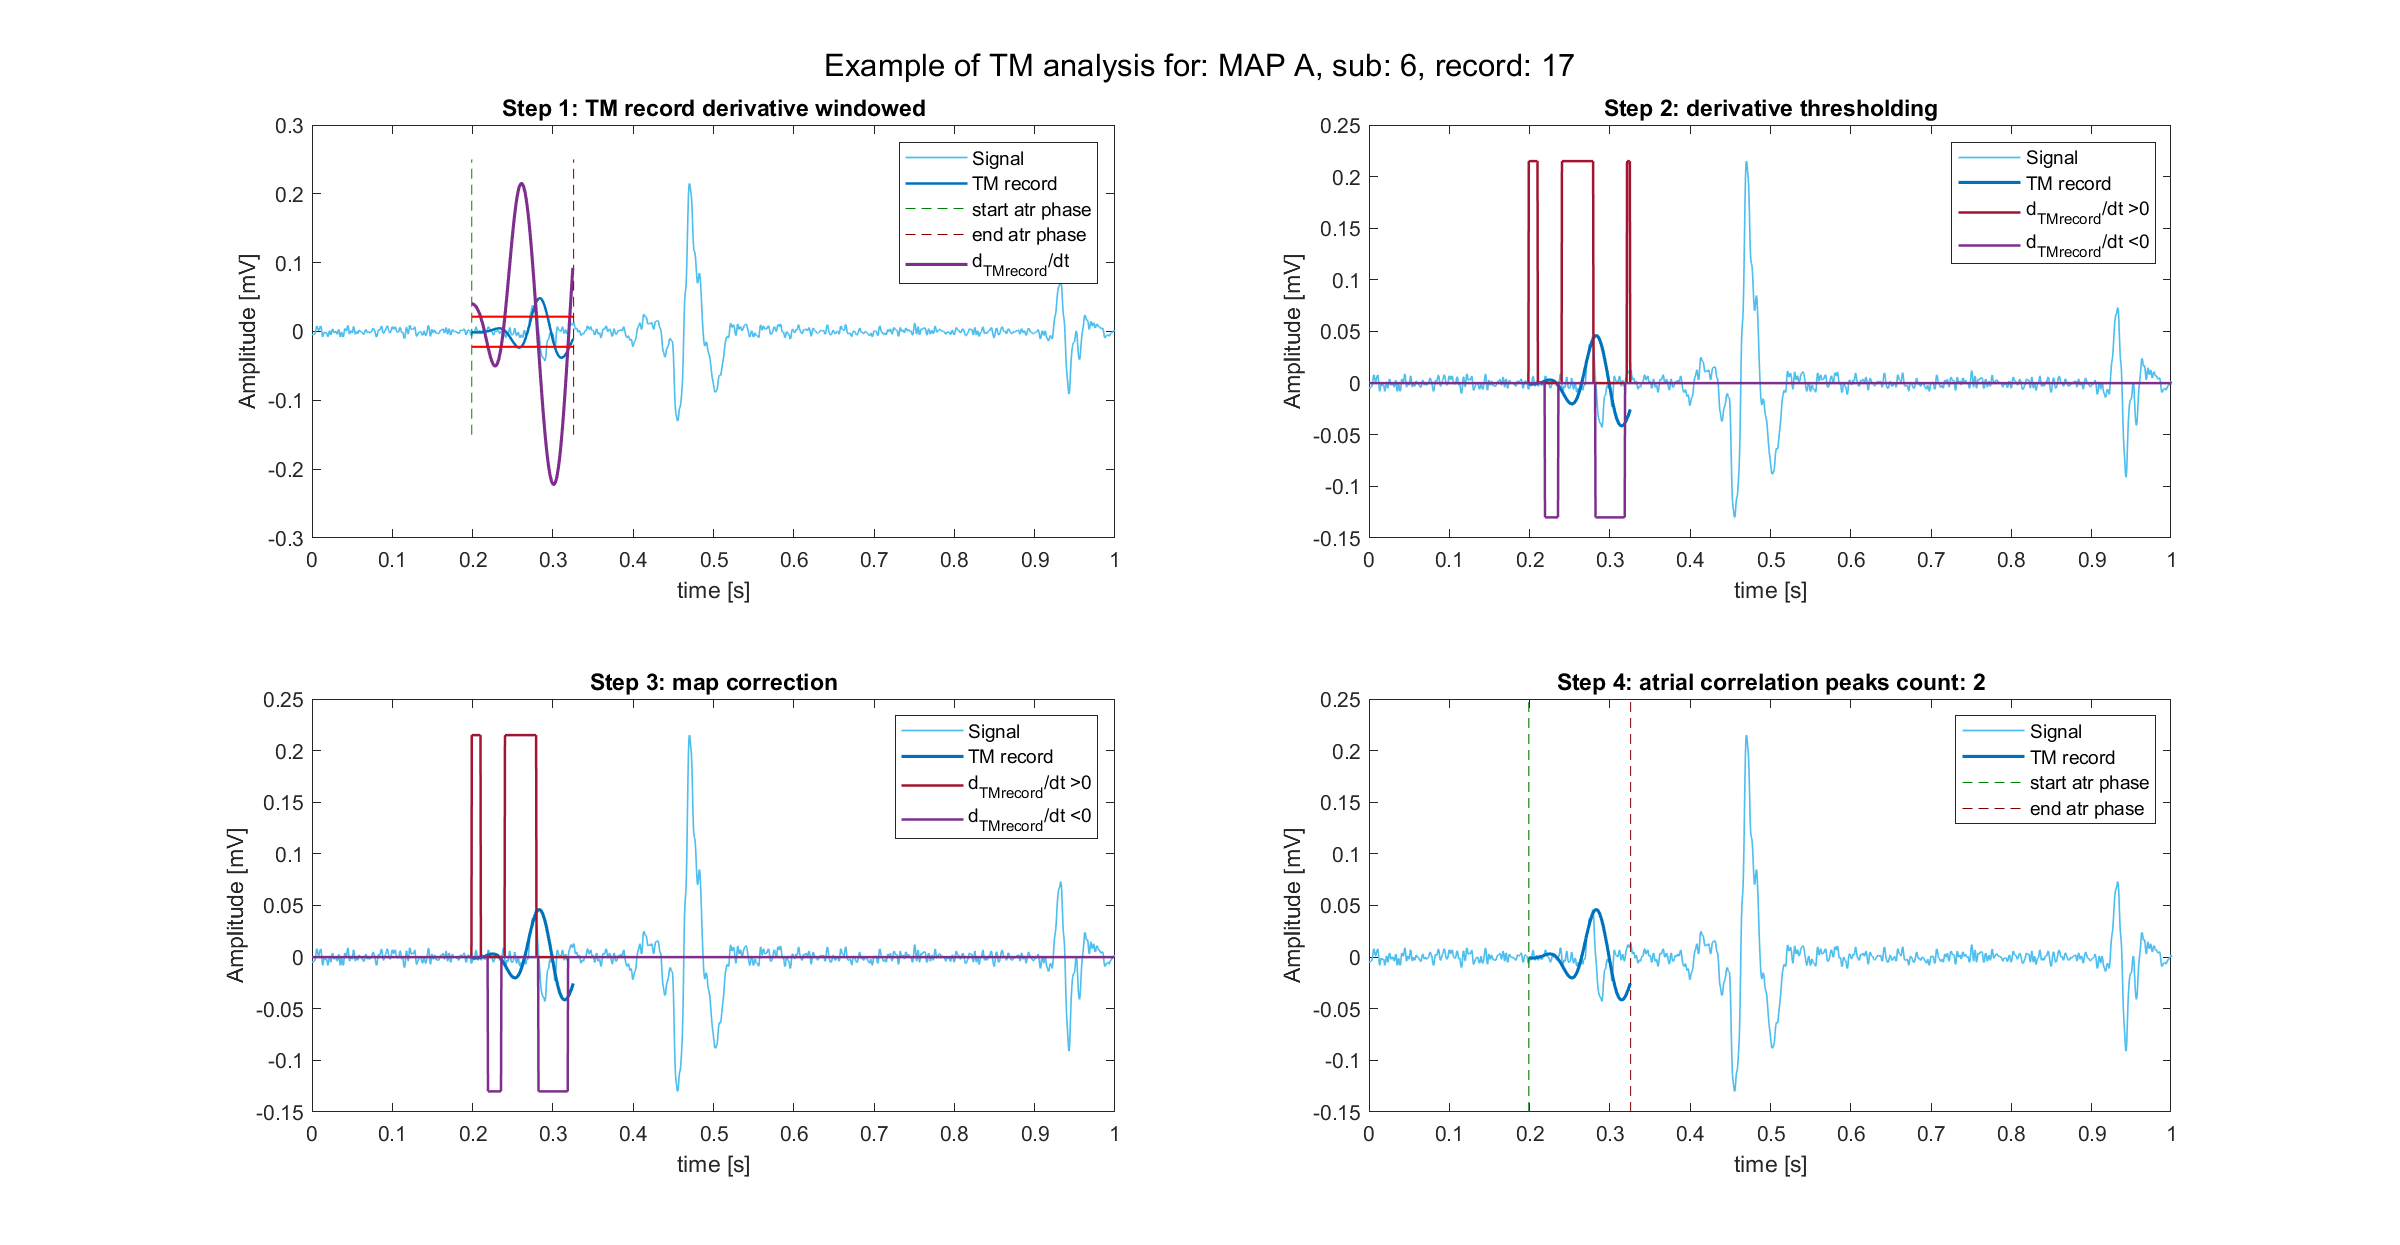 Example of TM analysis for: MAP A, sub: 6, record: 17
Step 1: TM record derivative windowed
0.3
0.2
0.1
0
-0.1
-0.2
-0.3
Amplitude [mV]
0 0.1 0.2 0.3 0.4 0.5 0.6 0.7 0.8 0.9 1
time [s]
Signal
TM record
start atr phase
end atr phase
dTMrecord/dt
Step 2: derivative thresholding
0.25
0.2
0.15
0.1
0.05
0
-0.05
-0.1
-0.15
Amplitude [mV]
0 0.1 0.2 0.3 0.4 0.5 0.6 0.7 0.8 0.9 1
time [s]
Signal
TM record
dTMrecord/dt >0
dTMrecord/dt <0
Step 3: map correction
0.25
0.2
0.15
0.1
0.05
0
-0.05
-0.1
-0.15
Amplitude [mV]
0 0.1 0.2 0.3 0.4 0.5 0.6 0.7 0.8 0.9 1
time [s]
Signal
TM record
dTMrecord/dt >0
dTMrecord/dt <0
Step 4: atrial correlation peaks count: 2
0.25
0.2
0.15
0.1
0.05
0
-0.05
-0.1
-0.15
Amplitude [mV]
0 0.1 0.2 0.3 0.4 0.5 0.6 0.7 0.8 0.9 1
time [s]
Signal
TM record
start atr phase
end atr phase